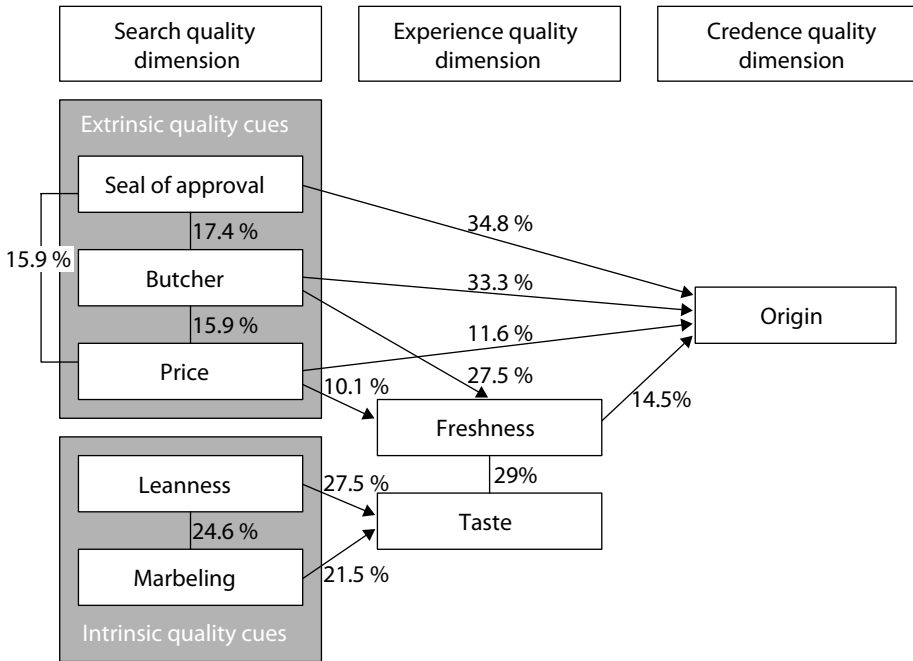 Search quality
dimension
Experience quality
dimension
Credence quality
dimension
Extrinsic quality cues
Seal of approval
34.8 %
17.4 %
15.9 %
Butcher
33.3 %
15.9 %
11.6 %
Origin
Price
10.1 %
27.5 %
14.5%
Freshness
Leanness
27.5 %
29%
24.6 %
Taste
Marbeling
21.5 %
Intrinsic quality cues